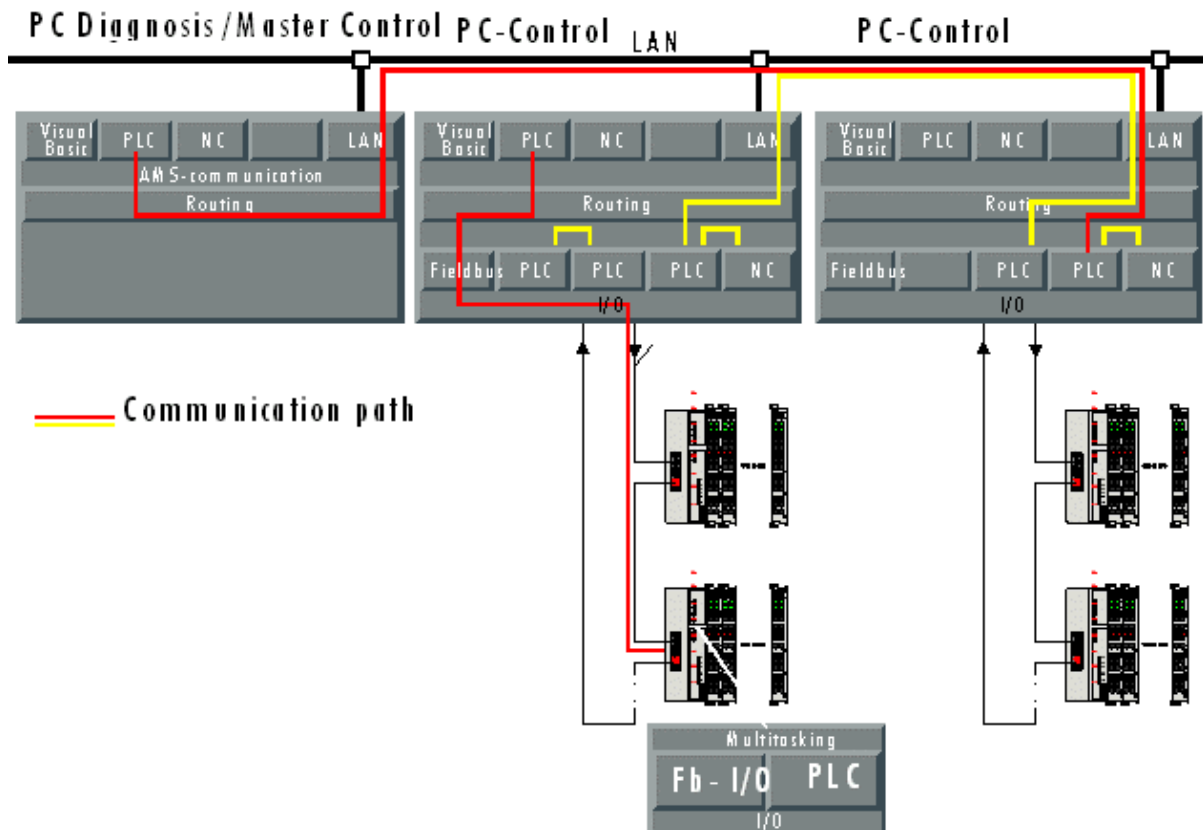 PC Diggnosis/Master Control
PC-Control
LAN
PC-Control
Visual Basic
PLC
NC
LAN
AMS-communication
Routing
Visual Basic
PLC
NC
LAN
Routing
Fieldbus
PLC
PLC
PLC
NC
I/O
Visual Basic
PLC
NC
LAN
Routing
Fieldbus
PLC
PLC
NC
I/O
Communication path
Multitasking
Fb-I/O
PLC
I/O